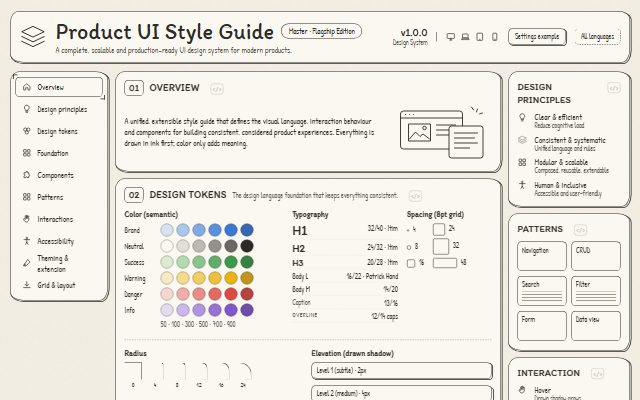 Product UI Style Guide
Master · Flagship Edition
A complete, scalable and production-ready UI design system for modern products.
v1.0.0
Design System
Settings example
All languages
Overview
Design principles
Design tokens
Foundation
Components
Patterns
Interactions
Accessibility
Theming &
extension
Grid & layout
01 OVERVIEW
A unified, extensible style guide that defines the visual language, interaction behaviour
and components for building consistent, considered product experiences. Everything is
drawn in ink first; color only adds meaning.
02 DESIGN TOKENS The design language foundation that keeps everything consistent.
Color (semantic)
Brand
Neutral
Success
Warning
Danger
Info
50 · 100 · 300 · 500 · 700 · 900
Typography
H1 32/40 · ltm
H2 24/32 · ltm
H3 20/28 · ltm
Body L 16/22 · Patrick Hand
Body M 14/20
Caption 13/16
OVERLINE 12/14 caps
Spacing (8pt grid)
4 24
8 32
16 48
Radius
0 4 8 12 16 24
Elevation (drawn shadow)
Level 1 (subtle) · 2px
Level 2 (medium) · 4px
DESIGN
PRINCIPLES
Clear & efficient
Reduce cognitive load
Consistent & systematic
Unified language and rules
Modular & scalable
Composed, reusable, extendable
Human & inclusive
Accessible and user-friendly
PATTERNS
Navigation CRUD
Search Filter
Form Data view
INTERACTION
Hover
Drawn shadow grows